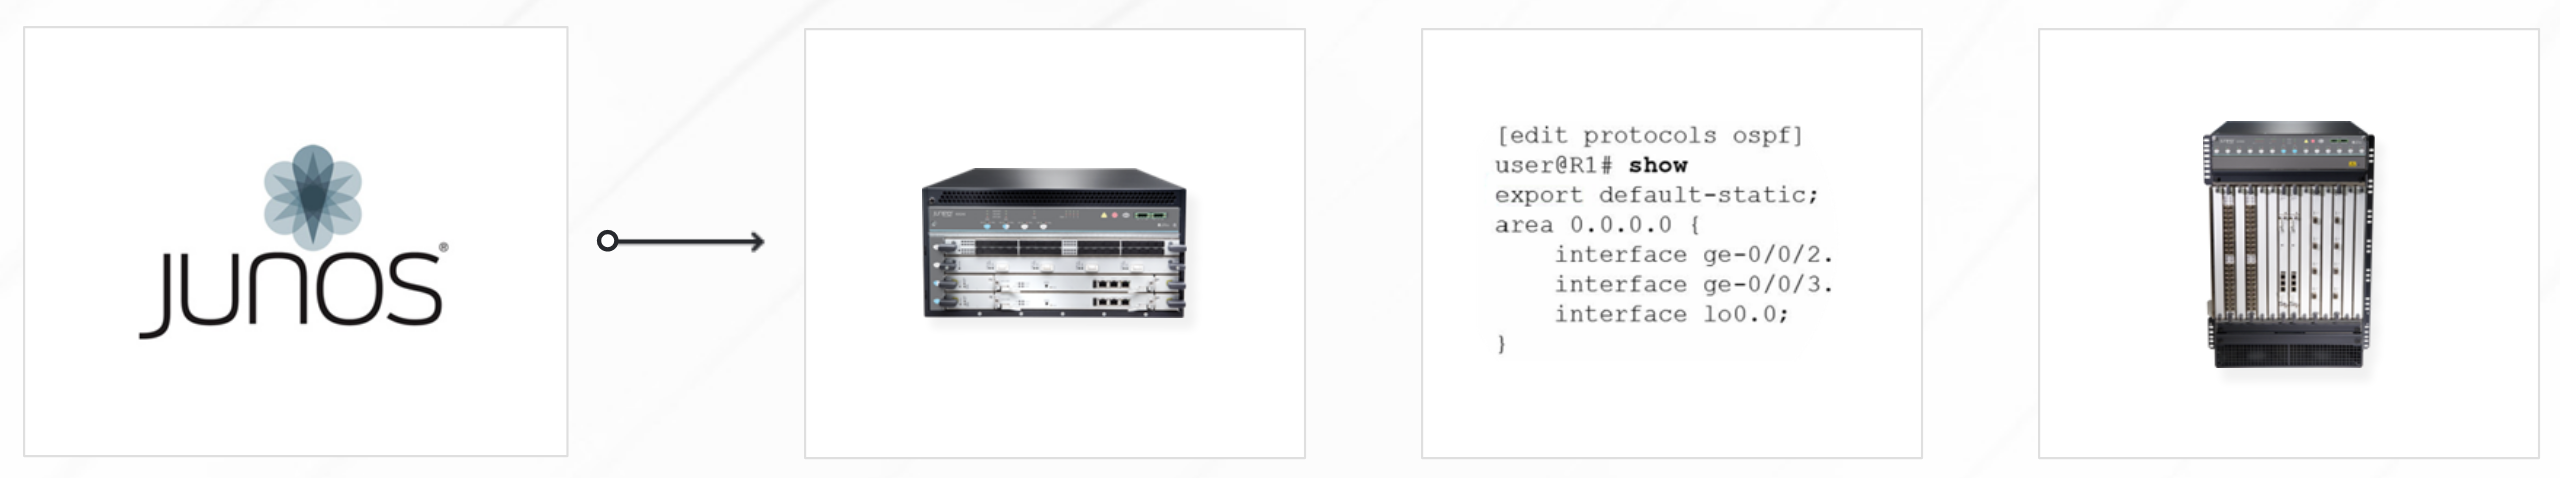 JUNOS®
[edit protocols ospf]
user@R1# show
export default-static;
area 0.0.0.0 {
    interface ge-0/0/2.
    interface ge-0/0/3.
    interface lo0.0;
}